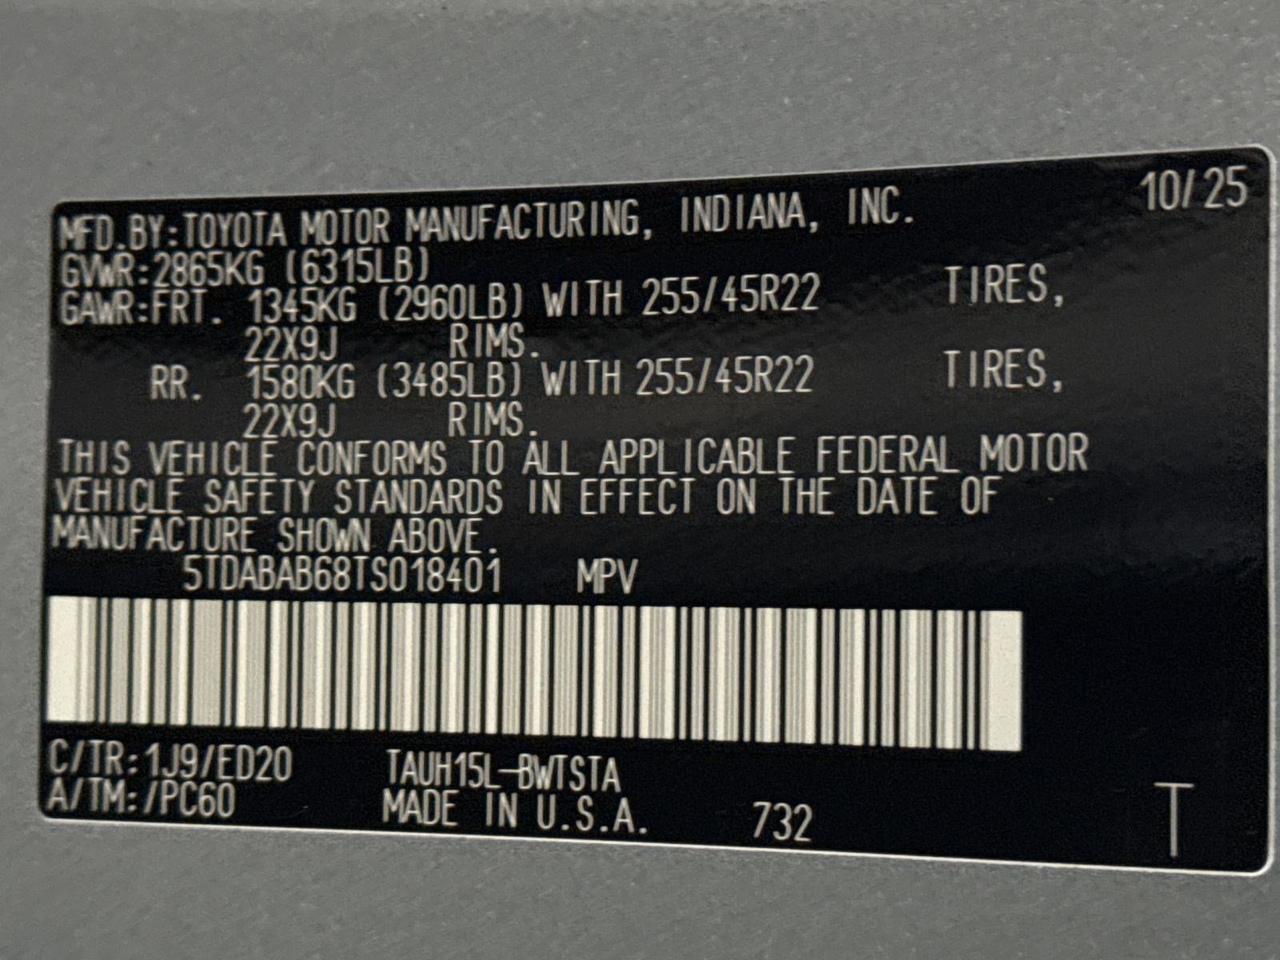 MFD.BY:TOYOTA MOTOR MANUFACTURING, INDIANA, INC. 10/25
GVWR:2865KG (6315LB)
GAWR:FRT. 1345KG (2960LB) WITH 255/45R22 TIRES,
22X9J RIMS.
RR. 1580KG (3485LB) WITH 255/45R22 TIRES,
22X9J RIMS.
THIS VEHICLE CONFORMS TO ALL APPLICABLE FEDERAL MOTOR
VEHICLE SAFETY STANDARDS IN EFFECT ON THE DATE OF
MANUFACTURE SHOWN ABOVE.
5TDABAB68TS018401 MPV
C/TR:1J9/ED20 TAUH15L-BWTSTA
A/TM:/PC60 MADE IN U.S.A. 732 T